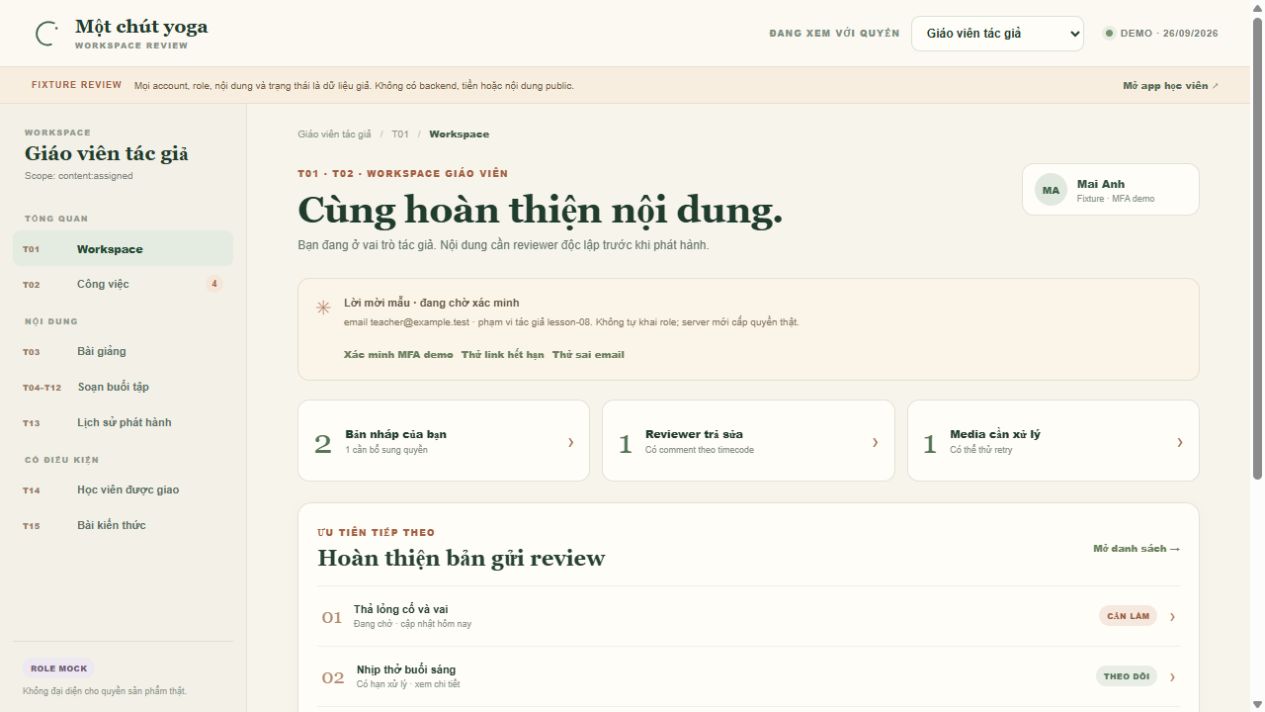 Một chút yoga
WORKSPACE REVIEW
ĐANG XEM VỚI QUYỀN
Giáo viên tác giả
DEMO · 26/09/2026
FIXTURE REVIEW
Mọi account, role, nội dung và trạng thái là dữ liệu giả. Không có backend, tiền hoặc nội dung public.
Mở app học viên ↗
WORKSPACE
Giáo viên tác giả
Scope: content:assigned
TỔNG QUAN
T01 Workspace
T02 Công việc 4
NỘI DUNG
T03 Bài giảng
T04–T12 Soạn buổi tập
T13 Lịch sử phát hành
CÓ ĐIỀU KIỆN
T14 Học viên được giao
T15 Bài kiến thức
ROLE MOCK
Không đại diện cho quyền sản phẩm thật.
Giáo viên tác giả / T01 / Workspace
T01 · T02 · WORKSPACE GIÁO VIÊN
Cùng hoàn thiện nội dung.
Bạn đang ở vai trò tác giả. Nội dung cần reviewer độc lập trước khi phát hành.
MA
Mai Anh
Fixture · MFA demo
Lời mời mẫu · đang chờ xác minh
email teacher@example.test · phạm vi tác giả lesson-08. Không tự khai role; server mới cấp quyền thật.
Xác minh MFA demo Thử link hết hạn Thử sai email
2
Bản nháp của bạn
1 cần bổ sung quyền
1
Reviewer trả sửa
Có comment theo timecode
1
Media cần xử lý
Có thể thử retry
ƯU TIÊN TIẾP THEO
Hoàn thiện bản gửi review
Mở danh sách →
01
Thả lỏng cổ và vai
Đang chờ · cập nhật hôm nay
CẦN LÀM
02
Nhịp thở buổi sáng
Có hạn xử lý · xem chi tiết
THEO DÕI